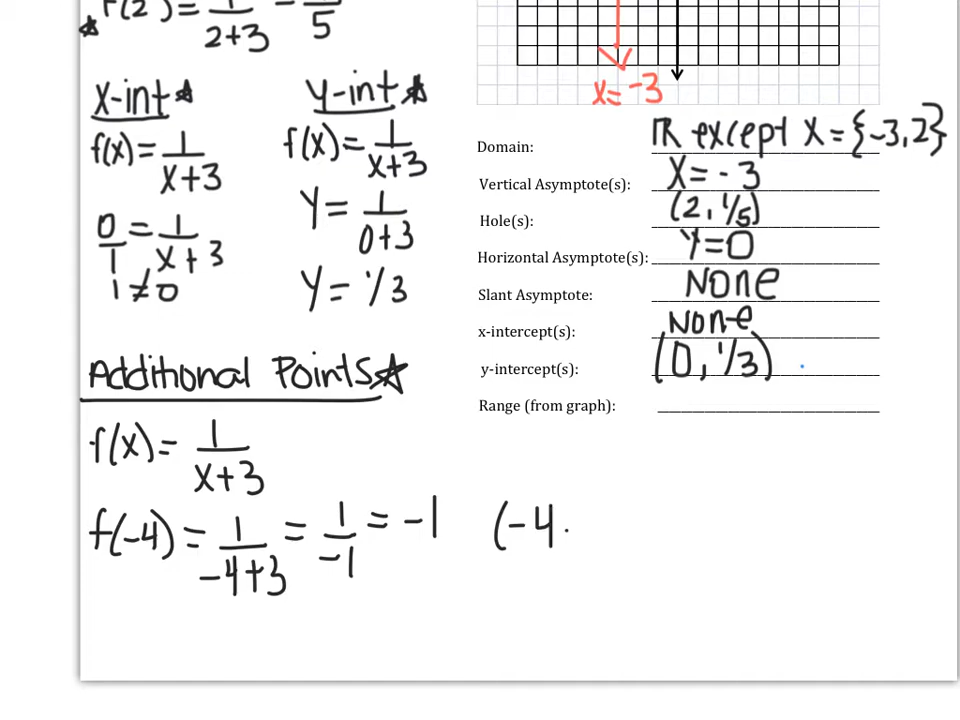 ★ f(2) = 1/(2+3) = 1/5
x-int ★
f(x) = 1/(x+3)
0/1 = 1/(x+3)
1 ≠ 0
y-int ★
f(x) = 1/(x+3)
Y = 1/(0+3)
Y = 1/3
x = -3
Domain: ℝ except x = {-3, 2}
Vertical Asymptote(s): X = -3
Hole(s): (2, 1/5)
Horizontal Asymptote(s): Y = 0
Slant Asymptote: None
x-intercept(s): None
y-intercept(s): (0, 1/3)
Range (from graph):
Additional Points ★
f(x) = 1/(x+3)
f(-4) = 1/(-4+3) = 1/-1 = -1 (-4